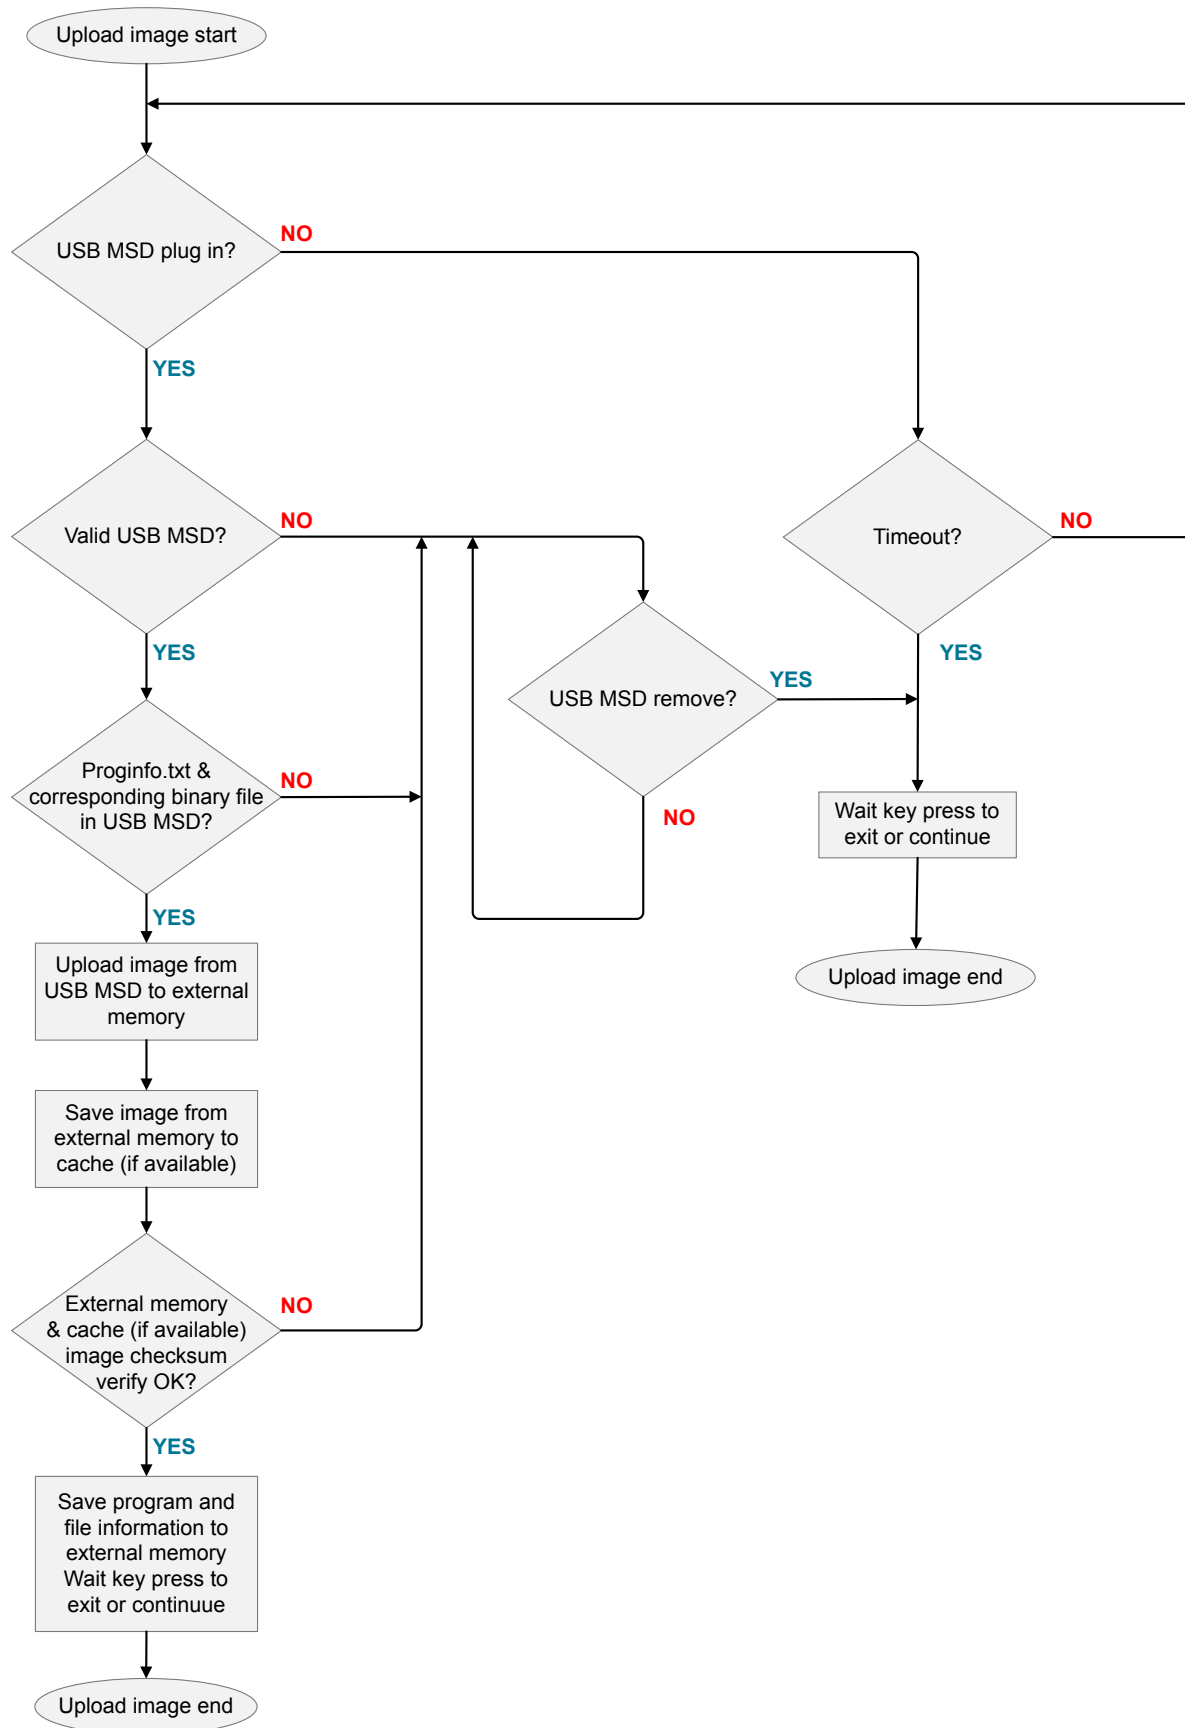 Upload image start
USB MSD plug in?
NO
YES
Valid USB MSD?
NO
YES
Timeout?
NO
YES
USB MSD remove?
YES
NO
Proginfo.txt &
corresponding binary file
in USB MSD?
NO
YES
Wait key press to
exit or continue
Upload image end
Upload image from
USB MSD to external
memory
Save image from
external memory to
cache (if available)
External memory
& cache (if available)
image checksum
verify OK?
NO
YES
Save program and
file information to
external memory
Wait key press to
exit or continuue
Upload image end